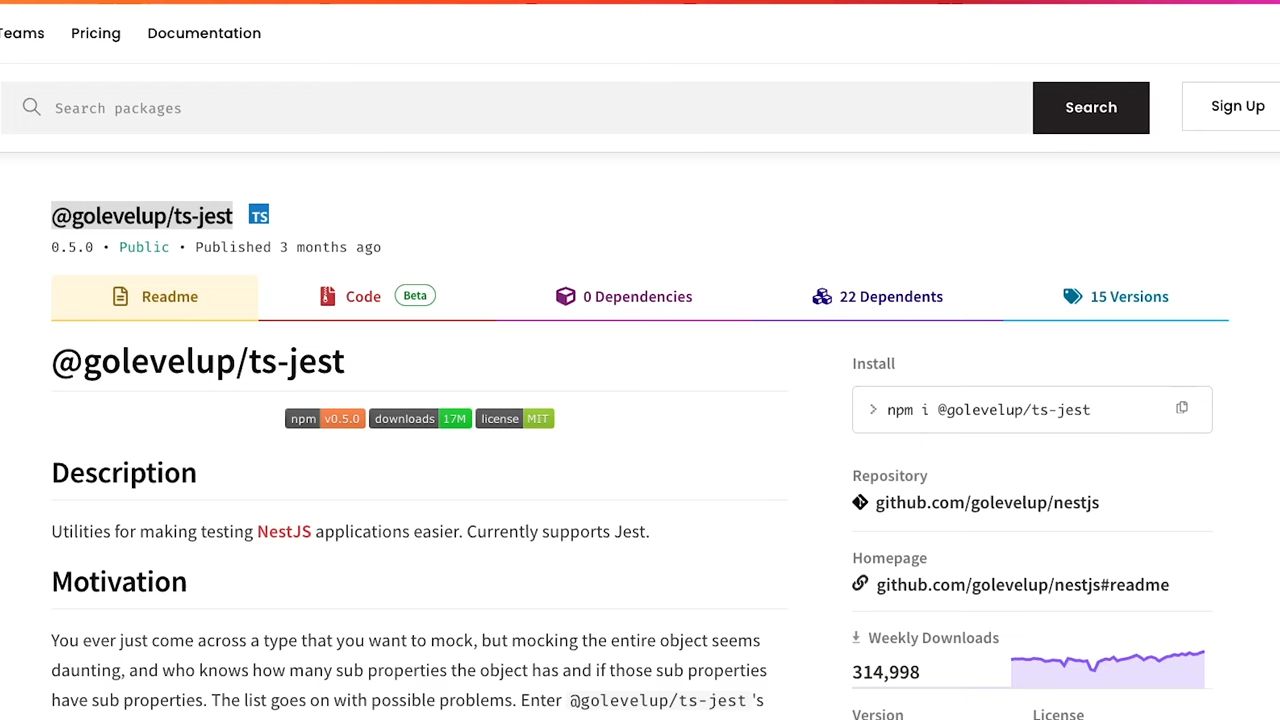 Teams Pricing Documentation
Search packages Search Sign Up
@golevelup/ts-jest TS
0.5.0 • Public • Published 3 months ago
Readme Code Beta 0 Dependencies 22 Dependents 15 Versions
@golevelup/ts-jest
npm v0.5.0 downloads 17M license MIT
Description
Utilities for making testing NestJS applications easier. Currently supports Jest.
Motivation
You ever just come across a type that you want to mock, but mocking the entire object seems
daunting, and who knows how many sub properties the object has and if those sub properties
have sub properties. The list goes on with possible problems. Enter @golevelup/ts-jest 's
Install
> npm i @golevelup/ts-jest
Repository
github.com/golevelup/nestjs
Homepage
github.com/golevelup/nestjs#readme
Weekly Downloads
314,998
Version License